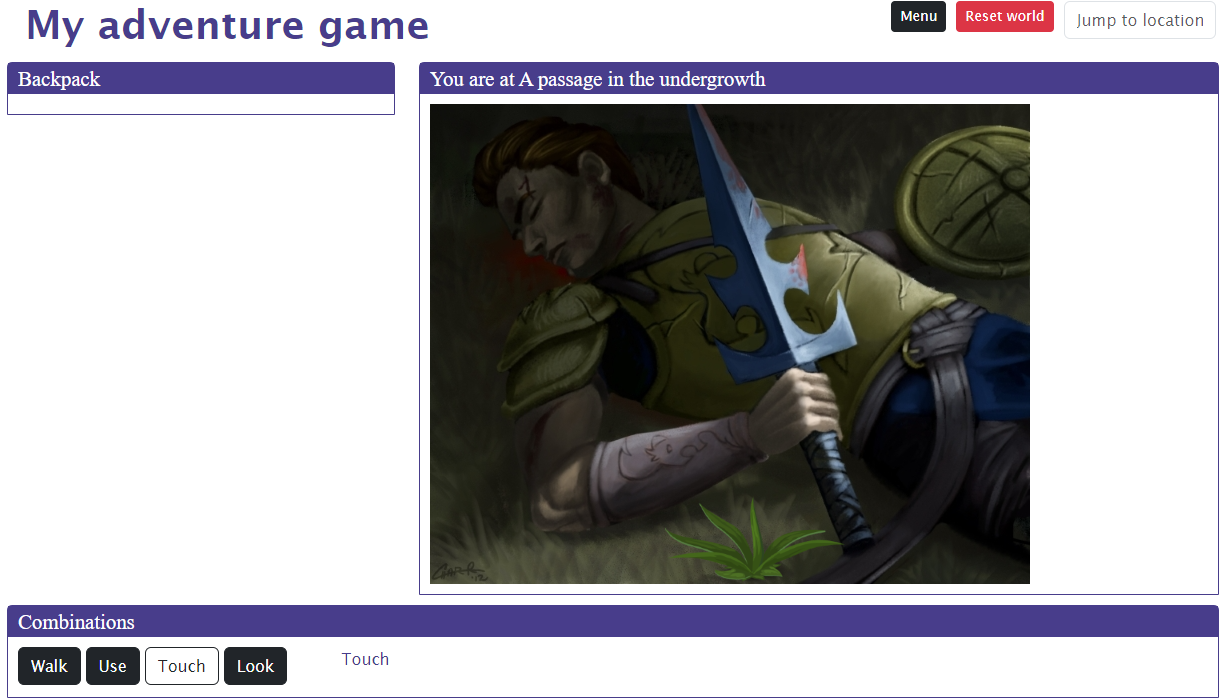 My adventure game
Menu
Reset world
Jump to location
Backpack
You are at A passage in the undergrowth
Combinations
Walk
Use
Touch
Look
Touch